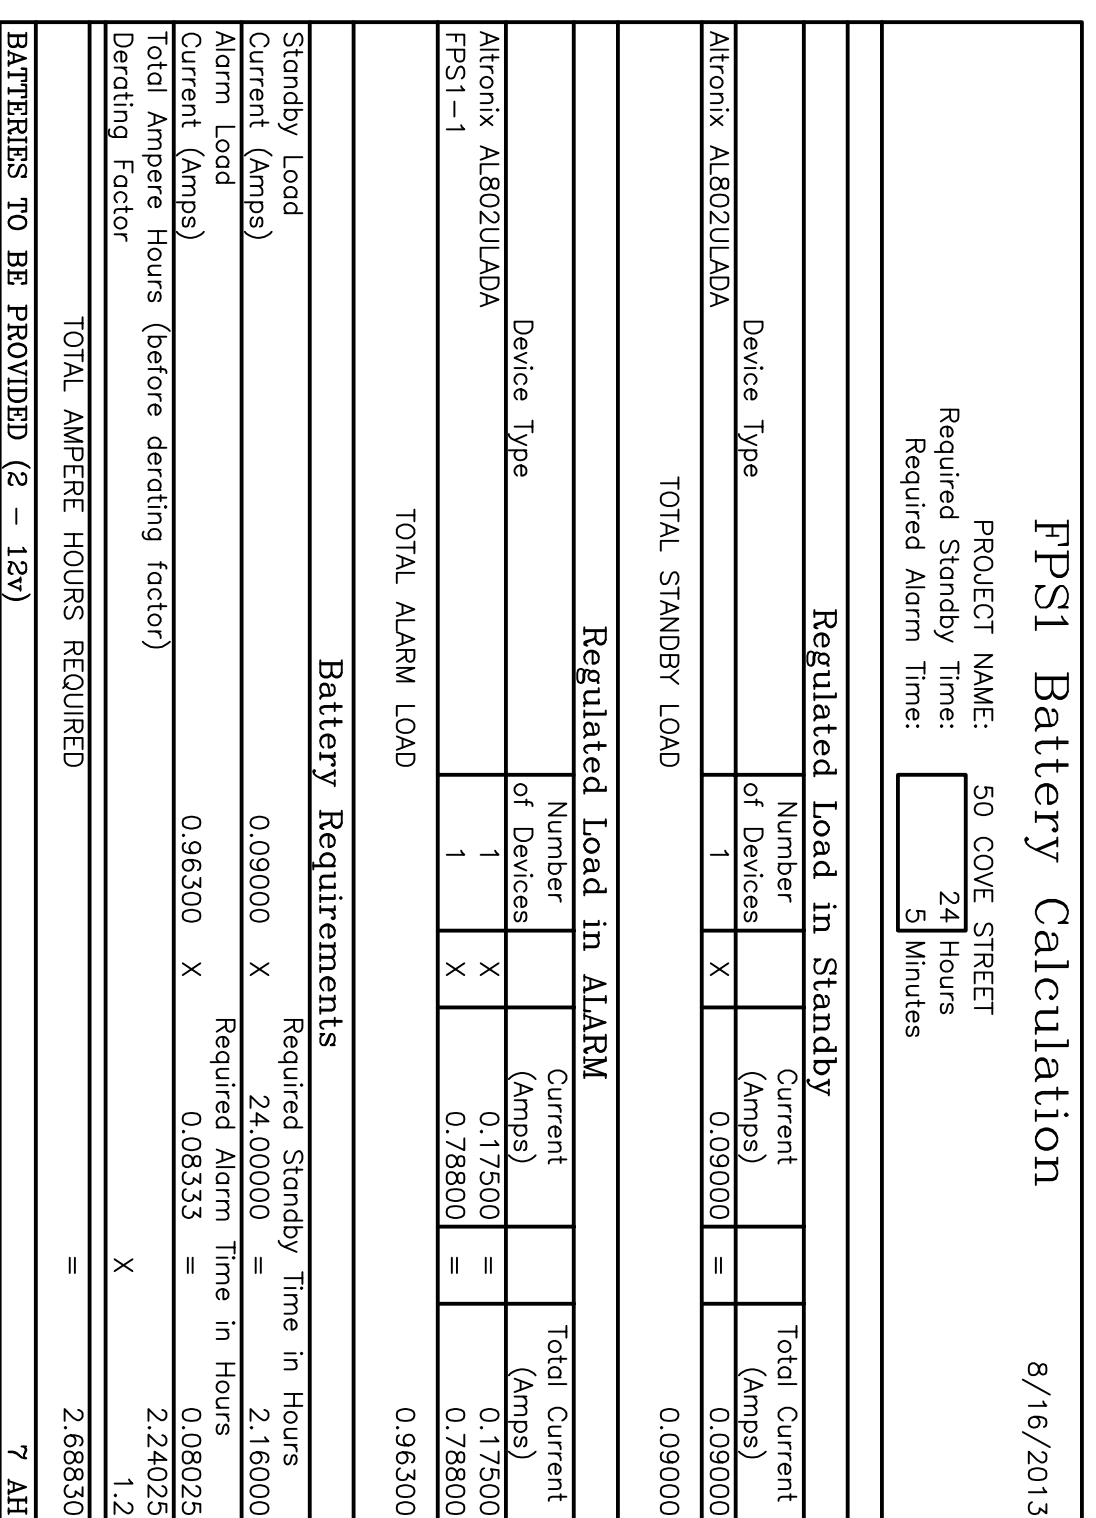 FPS1 Battery Calculation 8/16/2013
PROJECT NAME: 50 COVE STREET
Required Standby Time: 24 Hours
Required Alarm Time: 5 Minutes
Regulated Load in Standby
Device Type Number of Devices Current (Amps) Total Current (Amps)
Altronix AL802ULADA 1 X 0.09000 = 0.09000
TOTAL STANDBY LOAD 0.09000
Regulated Load in ALARM
Device Type Number of Devices Current (Amps) Total Current (Amps)
Altronix AL802ULADA 1 X 0.17500 = 0.17500
FPS1-1 1 X 0.78800 = 0.78800
TOTAL ALARM LOAD 0.96300
Battery Requirements
Standby Load Required Standby Time in Hours
Current (Amps) 0.09000 X 24.00000 = 2.16000
Alarm Load Required Alarm Time in Hours
Current (Amps) 0.96300 X 0.08333 = 0.08025
Total Ampere Hours (before derating factor) 2.24025
Derating Factor X 1.2
TOTAL AMPERE HOURS REQUIRED = 2.68830
BATTERIES TO BE PROVIDED (2 - 12v) 7 AH